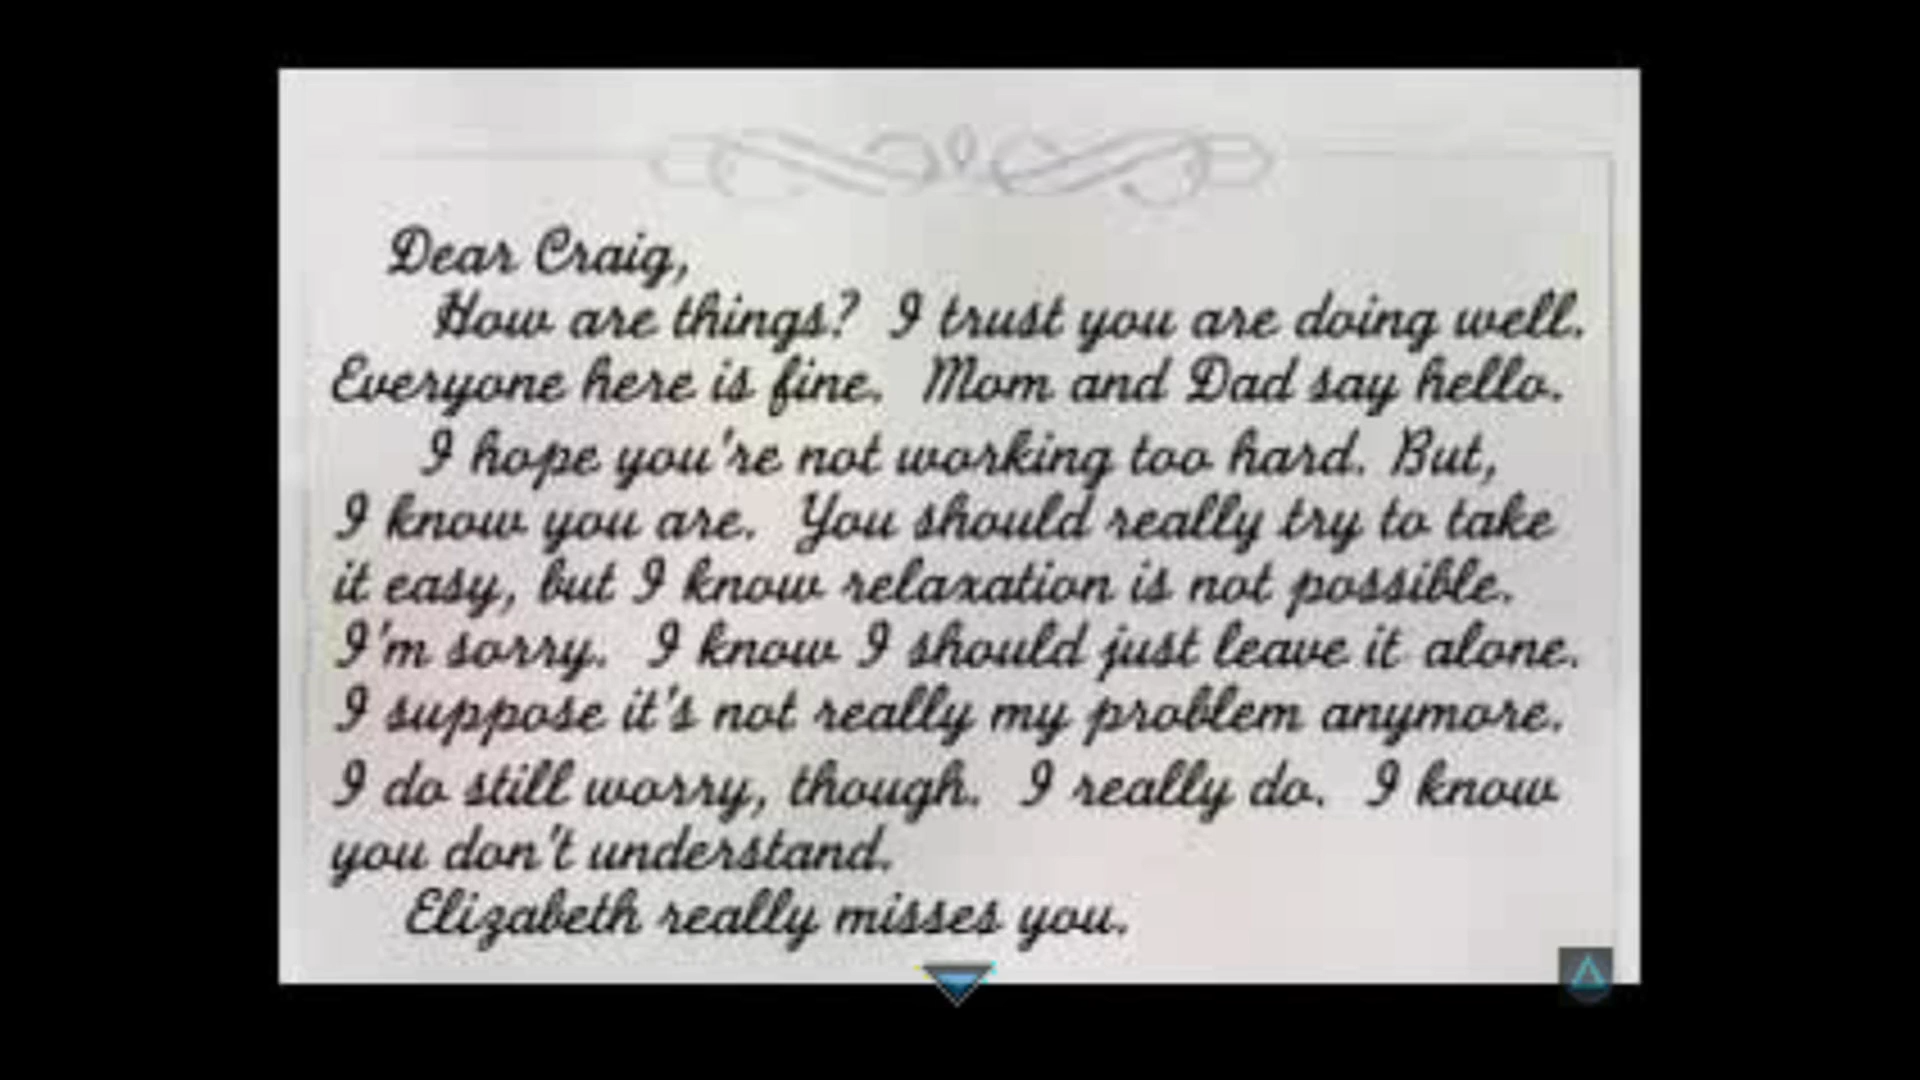 Dear Craig,
How are things? I trust you are doing well.
Everyone here is fine. Mom and Dad say hello.
I hope you're not working too hard. But,
I know you are. You should really try to take
it easy, but I know relaxation is not possible.
I'm sorry. I know I should just leave it alone.
I suppose it's not really my problem anymore.
I do still worry, though. I really do. I know
you don't understand.
Elizabeth really misses you.